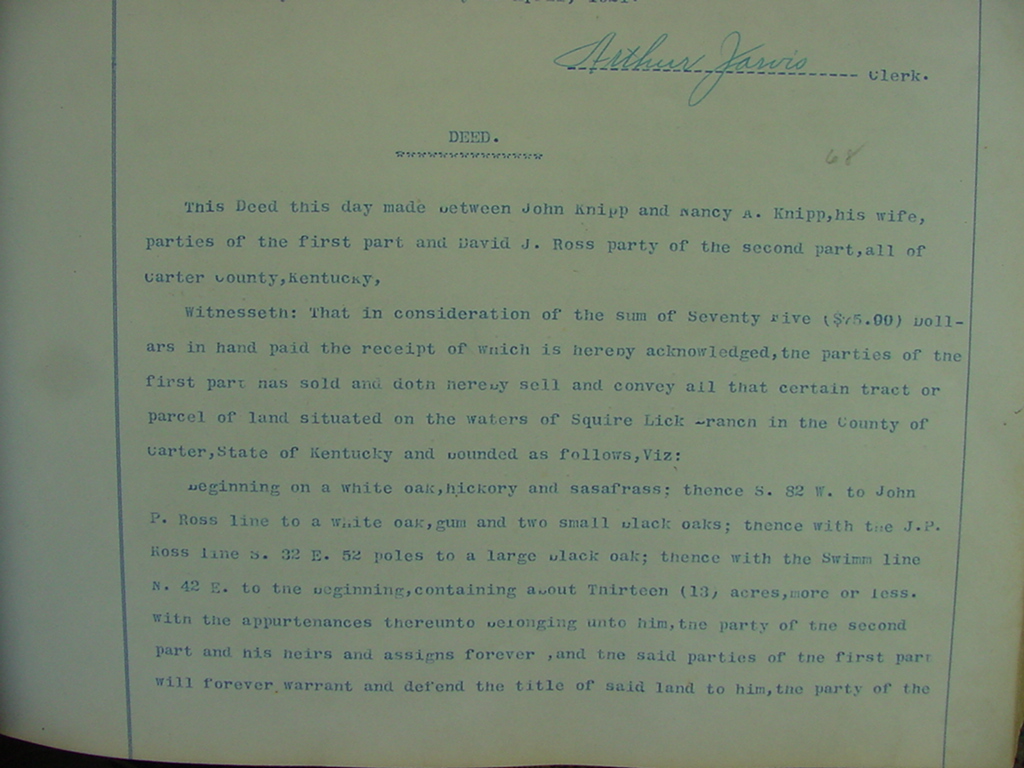 Arthur Jarvis
Clerk.
DEED.
68
This Deed this day made between John Knipp and Nancy A. Knipp,his wife,
parties of the first part and David J. Ross party of the second part,all of
Carter County,Kentucky,
Witnesseth: That in consideration of the sum of Seventy Five ($75.00) Doll-
ars in hand paid the receipt of which is hereby acknowledged,the parties of the
first part has sold and doth hereby sell and convey all that certain tract or
parcel of land situated on the waters of Squire Lick Branch in the County of
Carter,State of Kentucky and bounded as follows,Viz:
Beginning on a white oak,hickory and sasafrass; thence S. 82 W. to John
P. Ross line to a white oak,gum and two small black oaks; thence with the J.P.
Ross line S. 32 E. 52 poles to a large black oak; thence with the Swimm line
N. 42 E. to the beginning,containing about Thirteen (13) acres,more or less.
With the appurtenances thereunto belonging unto him,the party of the second
part and his heirs and assigns forever ,and the said parties of the first part
will forever warrant and defend the title of said land to him,the party of the